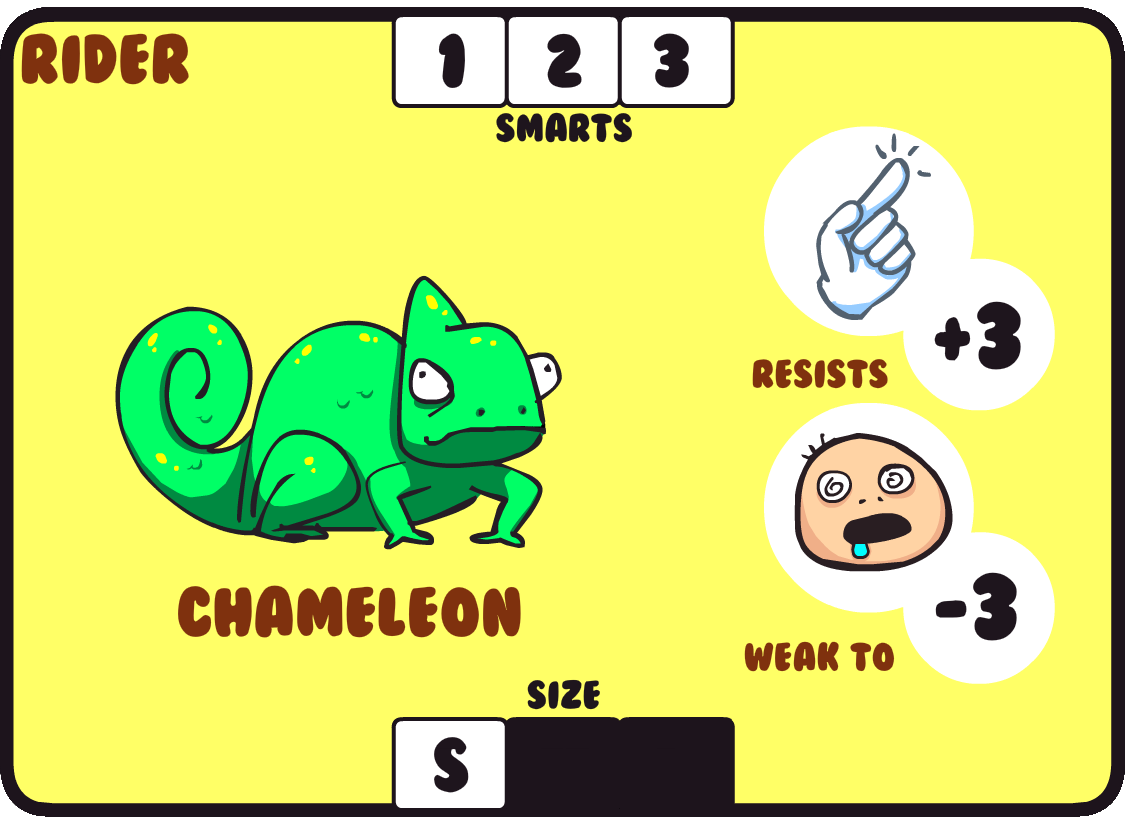 RIDER
1 2 3
SMARTS
+3
RESISTS
CHAMELEON
-3
WEAK TO
SIZE
S